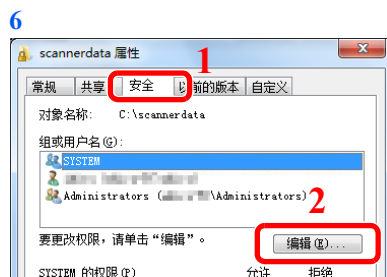 6
scannerdata 属性
1
常规 共享 安全 以前的版本 自定义
对象名称: C:\scannerdata
组或用户名(G):
SYSTEM
Administrators ( \Administrators)
2
要更改权限，请单击“编辑”。 编辑(E)...
SYSTEM 的权限(P) 允许 拒绝